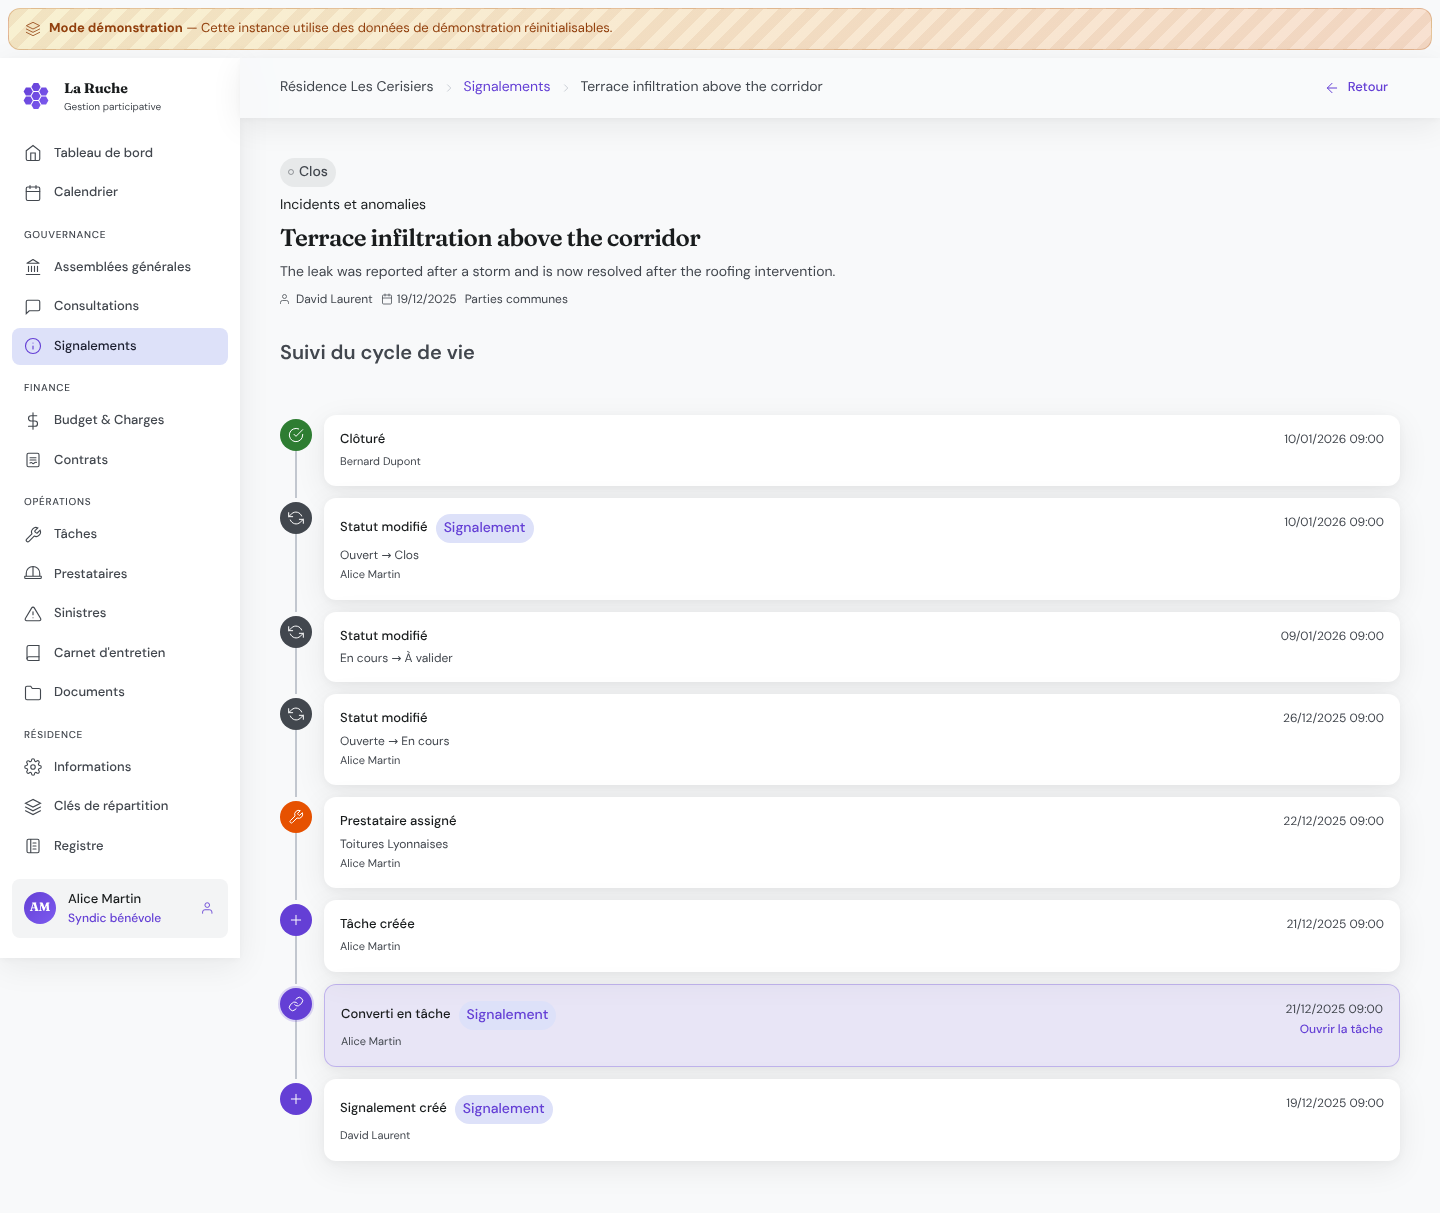 Mode démonstration — Cette instance utilise des données de démonstration réinitialisables.
La Ruche
Gestion participative
Tableau de bord
Calendrier
GOUVERNANCE
Assemblées générales
Consultations
Signalements
FINANCE
Budget & Charges
Contrats
OPÉRATIONS
Tâches
Prestataires
Sinistres
Carnet d'entretien
Documents
RÉSIDENCE
Informations
Clés de répartition
Registre
AM
Alice Martin
Syndic bénévole
Résidence Les Cerisiers
Signalements
Terrace infiltration above the corridor
Retour
Clos
Incidents et anomalies
Terrace infiltration above the corridor
The leak was reported after a storm and is now resolved after the roofing intervention.
David Laurent 19/12/2025 Parties communes
Suivi du cycle de vie
Clôturé
10/01/2026 09:00
Bernard Dupont
Statut modifié Signalement
10/01/2026 09:00
Ouvert → Clos
Alice Martin
Statut modifié
09/01/2026 09:00
En cours → À valider
Statut modifié
26/12/2025 09:00
Ouverte → En cours
Alice Martin
Prestataire assigné
22/12/2025 09:00
Toitures Lyonnaises
Alice Martin
Tâche créée
21/12/2025 09:00
Alice Martin
Converti en tâche Signalement
21/12/2025 09:00
Ouvrir la tâche
Alice Martin
Signalement créé Signalement
19/12/2025 09:00
David Laurent